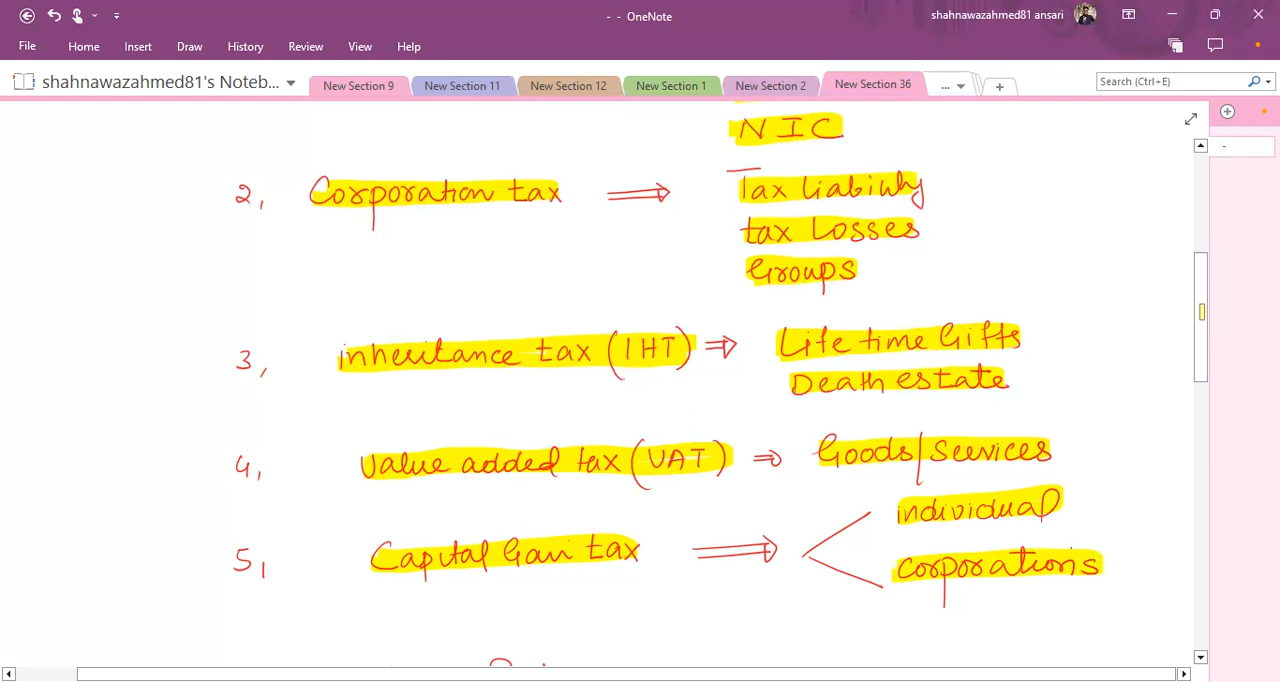 - - OneNote
shahnawazahmed81 ansari
File Home Insert Draw History Review View Help
shahnawazahmed81's Noteb... New Section 9 New Section 11 New Section 12 New Section 1 New Section 2 New Section 36 ... + Search (Ctrl+E)
NIC
2, Corporation tax ⇒ Tax liability
tax Losses
Groups
3, inheritance tax (IHT) ⇒ Life time Gifts
Death estate
4, Value added tax (VAT) ⇒ Goods/Services
5, Capital Gain tax ⇒ individual
corporations